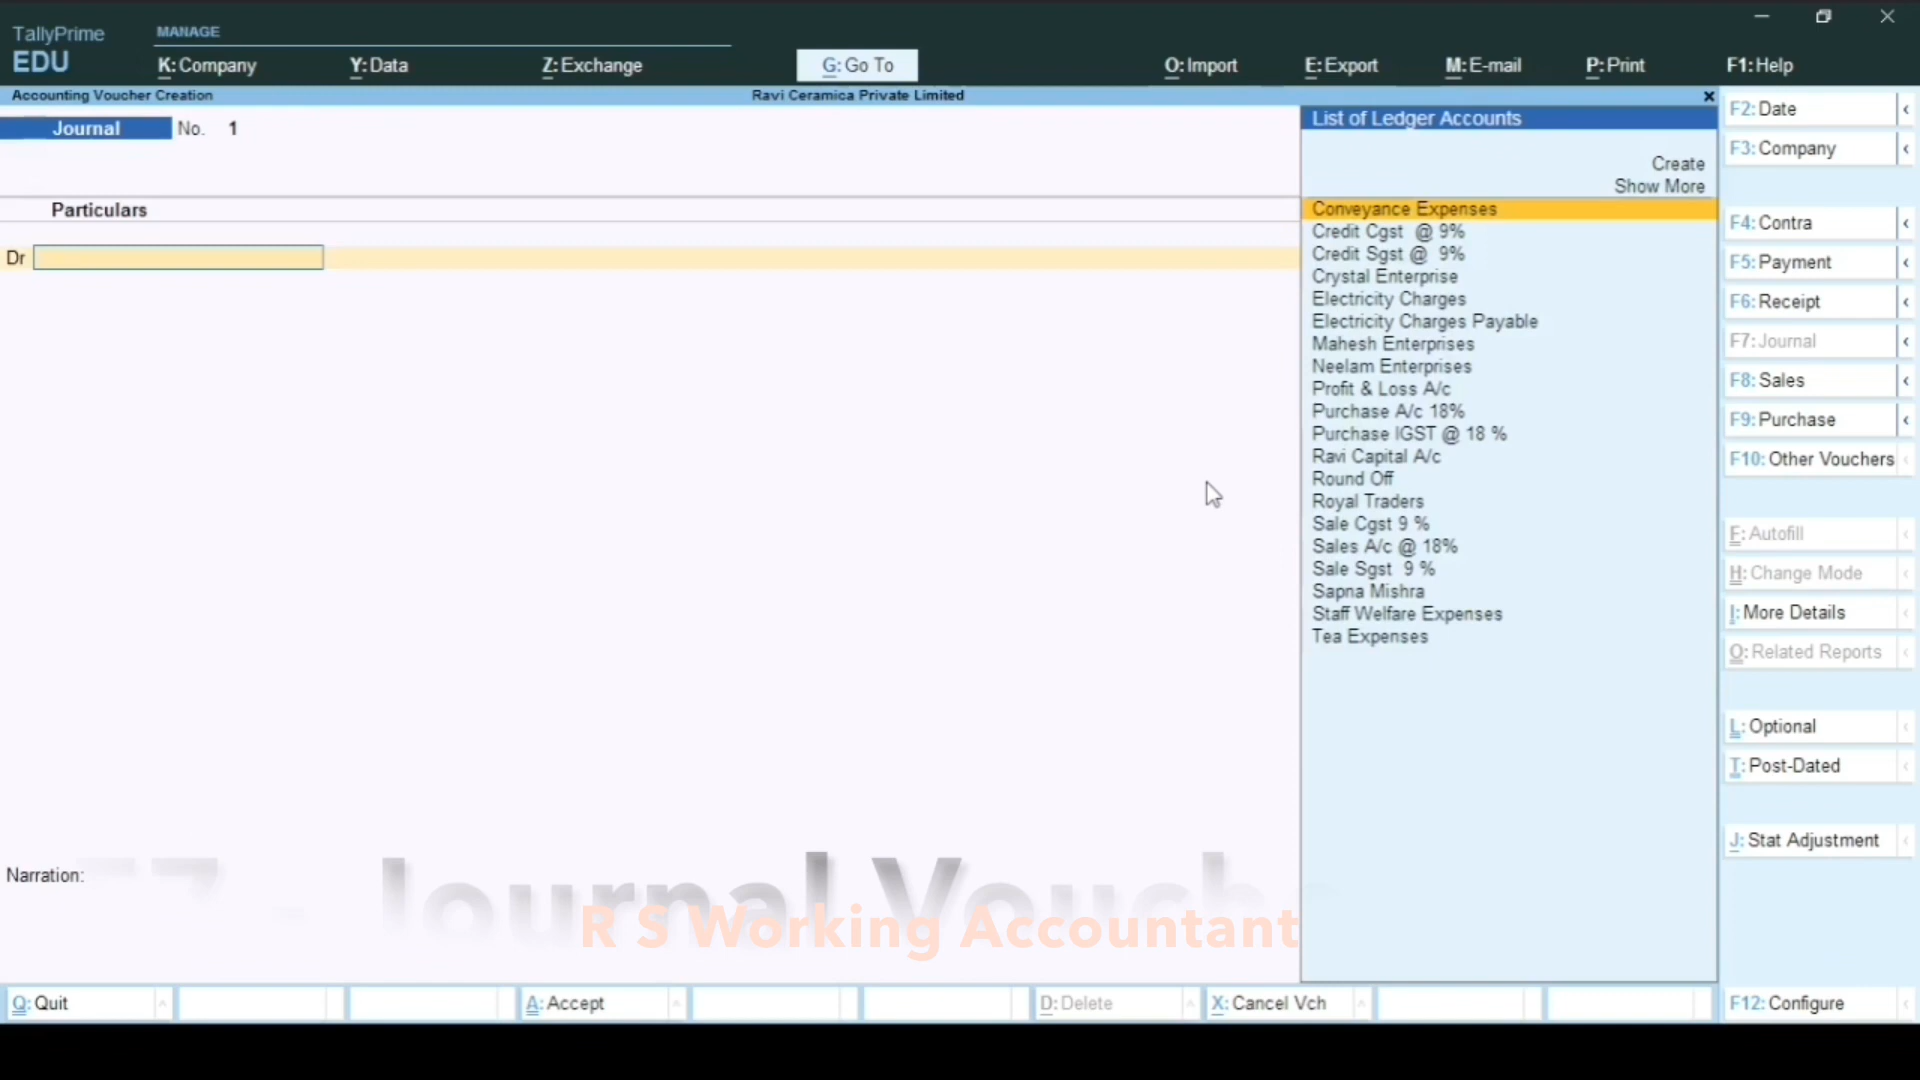 TallyPrime
EDU
MANAGE
K: Company
Y: Data
Z: Exchange
G: Go To
O: Import
E: Export
M: E-mail
P: Print
F1: Help
Accounting Voucher Creation
Ravi Ceramica Private Limited
Journal No. 1
Particulars
Dr
List of Ledger Accounts
Create
Show More
Conveyance Expenses
Credit Cgst @ 9%
Credit Sgst @ 9%
Crystal Enterprise
Electricity Charges
Electricity Charges Payable
Mahesh Enterprises
Neelam Enterprises
Profit & Loss A/c
Purchase A/c 18%
Purchase IGST @ 18 %
Ravi Capital A/c
Round Off
Royal Traders
Sale Cgst 9 %
Sales A/c @ 18%
Sale Sgst 9 %
Sapna Mishra
Staff Welfare Expenses
Tea Expenses
F2: Date
F3: Company
F4: Contra
F5: Payment
F6: Receipt
F7: Journal
F8: Sales
F9: Purchase
F10: Other Vouchers
F: Autofill
H: Change Mode
I: More Details
O: Related Reports
L: Optional
T: Post-Dated
J: Stat Adjustment
Narration:
Journal
R S Working Accountant
Q: Quit
A: Accept
D: Delete
X: Cancel Vch
F12: Configure